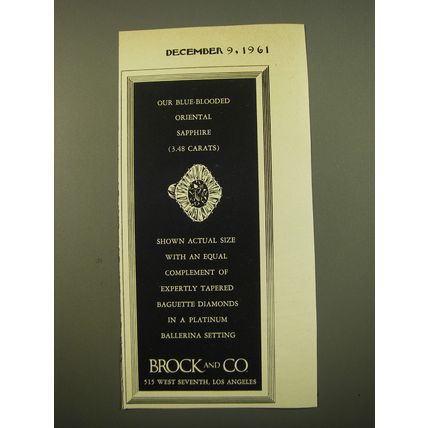 DECEMBER 9, 1961
OUR BLUE-BLOODED
ORIENTAL
SAPPHIRE
(3.48 CARATS)
SHOWN ACTUAL SIZE
WITH AN EQUAL
COMPLEMENT OF
EXPERTLY TAPERED
BAGUETTE DIAMONDS
IN A PLATINUM
BALLERINA SETTING
BROCK AND CO
515 WEST SEVENTH, LOS ANGELES